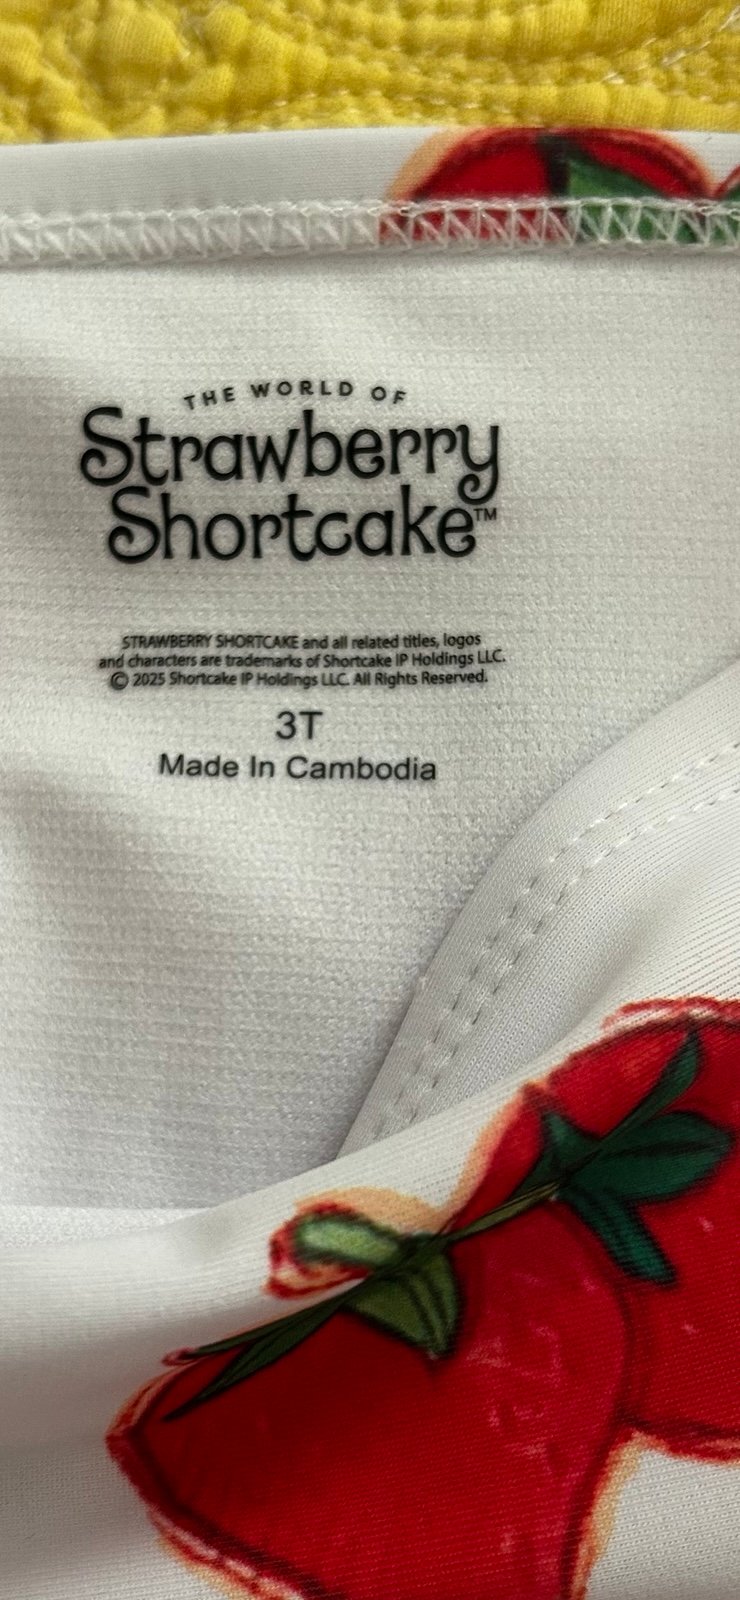 THE WORLD OF
Strawberry
Shortcake™
STRAWBERRY SHORTCAKE and all related titles, logos
and characters are trademarks of Shortcake IP Holdings LLC.
© 2025 Shortcake IP Holdings LLC. All Rights Reserved.
3T
Made In Cambodia